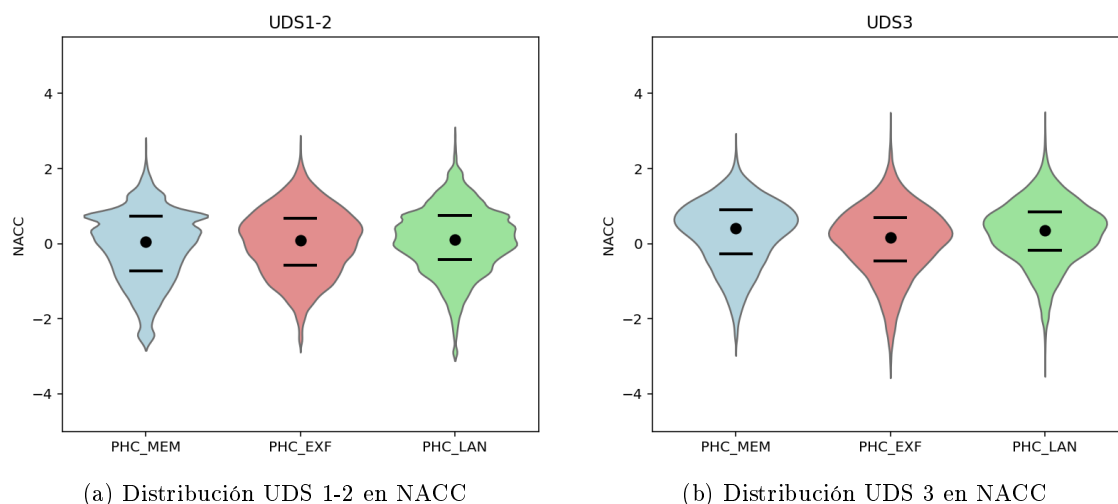 UDS1-2
NACC
4
2
0
−2
−4
PHC_MEM PHC_EXF PHC_LAN
(a) Distribución UDS 1-2 en NACC
UDS3
NACC
4
2
0
−2
−4
PHC_MEM PHC_EXF PHC_LAN
(b) Distribución UDS 3 en NACC